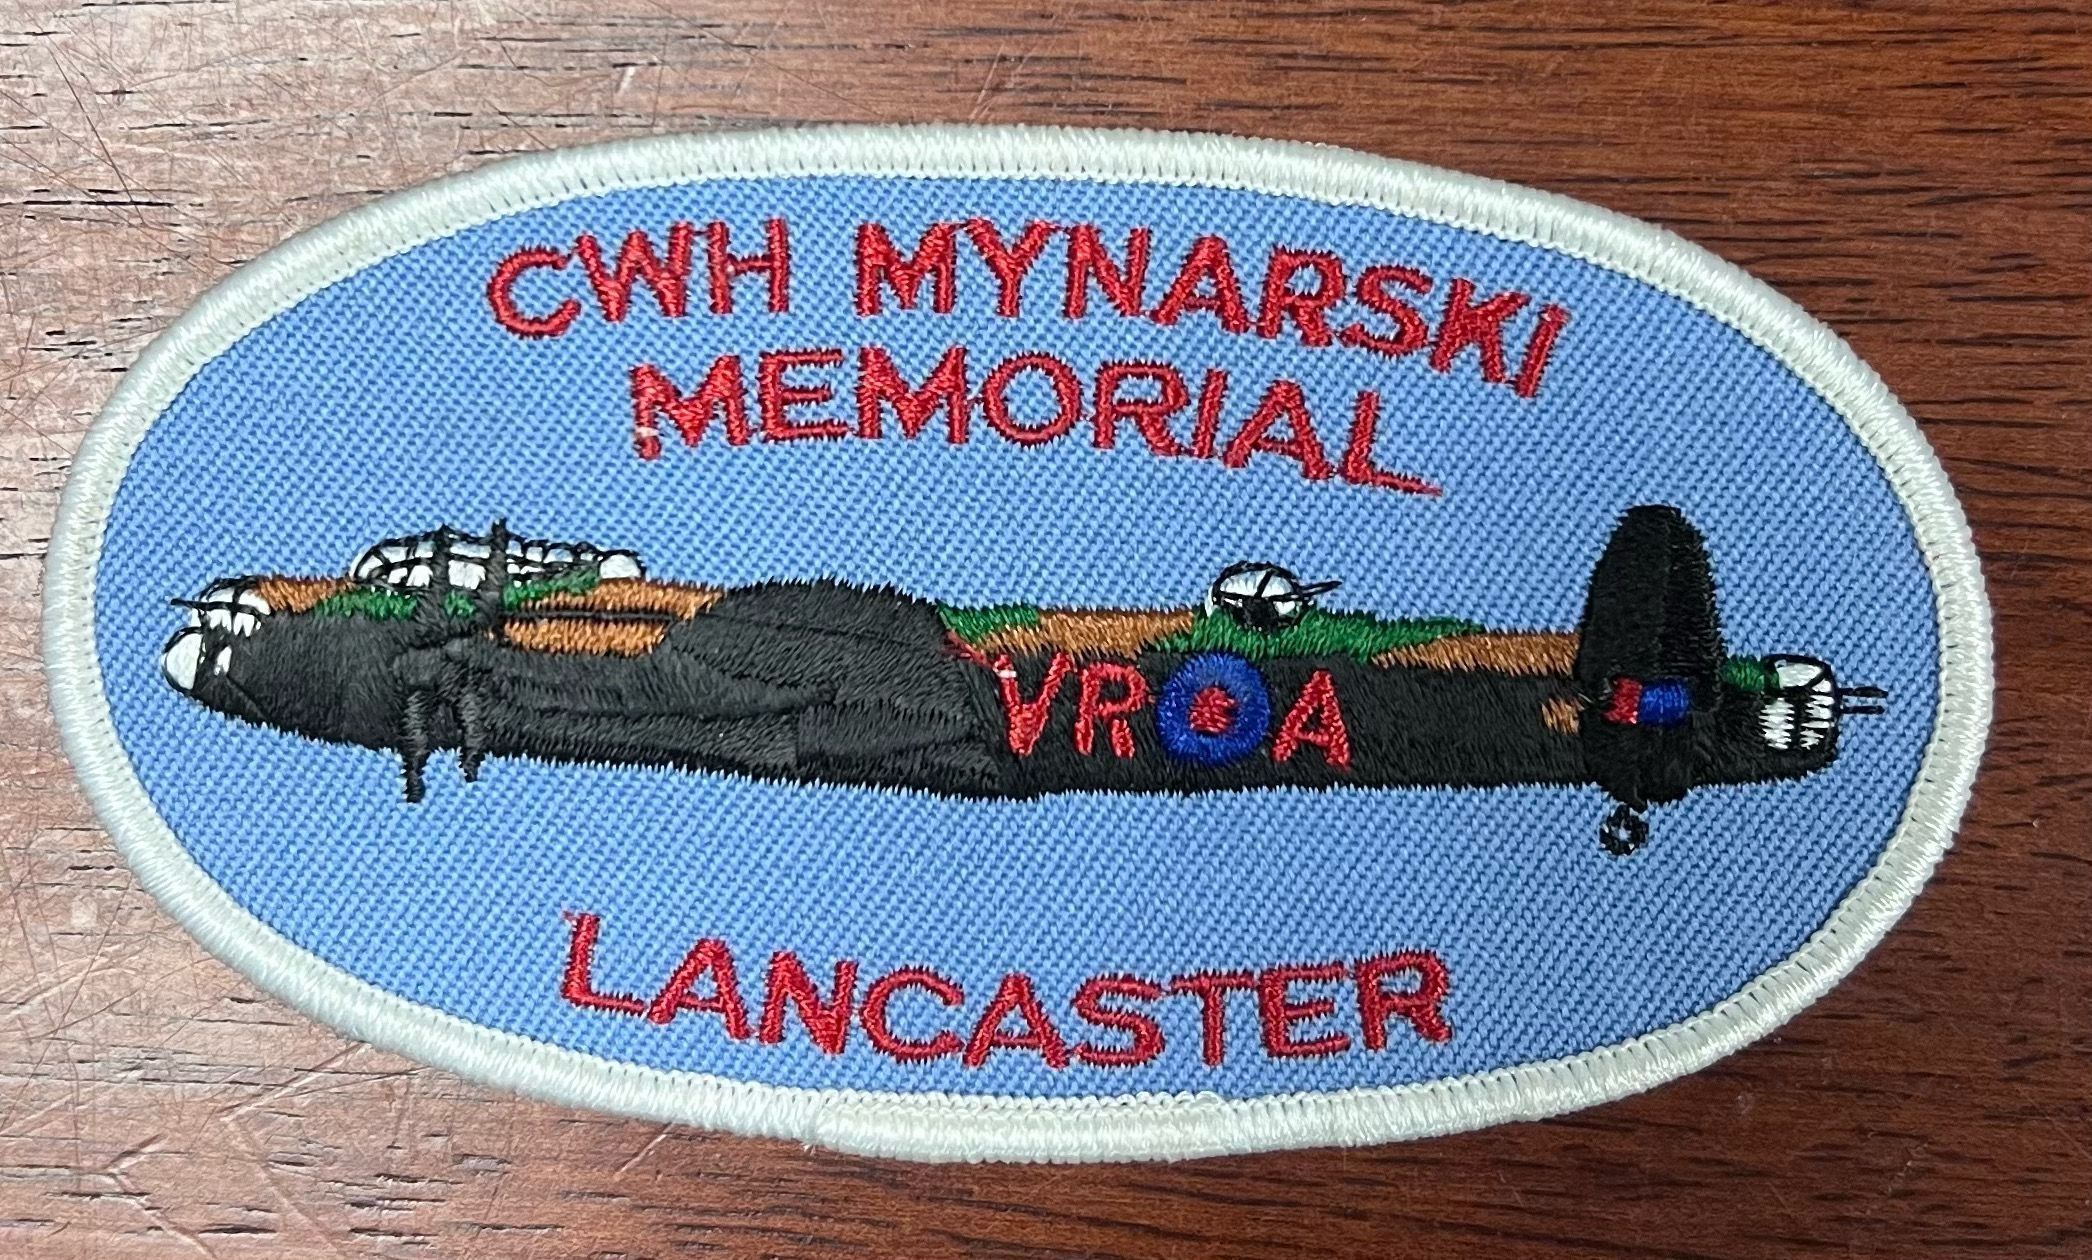 CWH MYNARSKI
MEMORIAL
VR A
LANCASTER